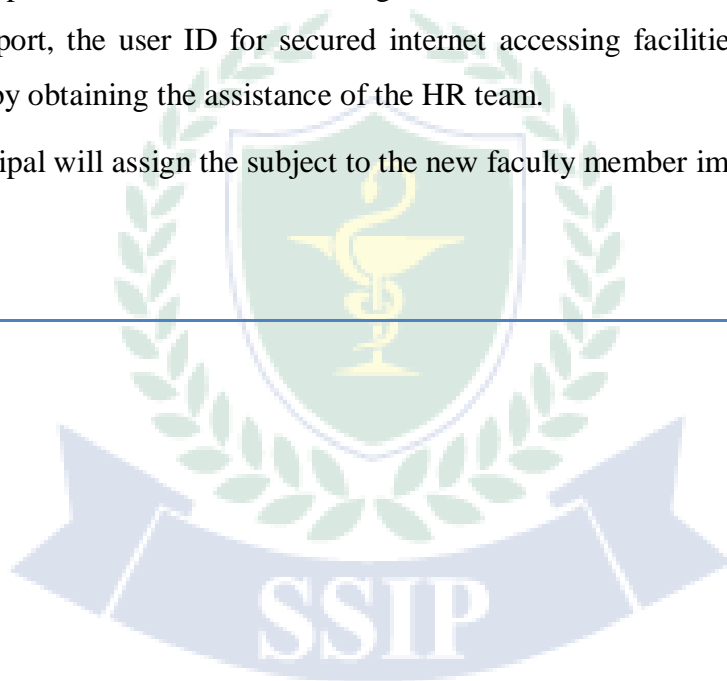 port, the user ID for secured internet accessing facilitie
by obtaining the assistance of the HR team.
ipal will assign the subject to the new faculty member im
SSIP